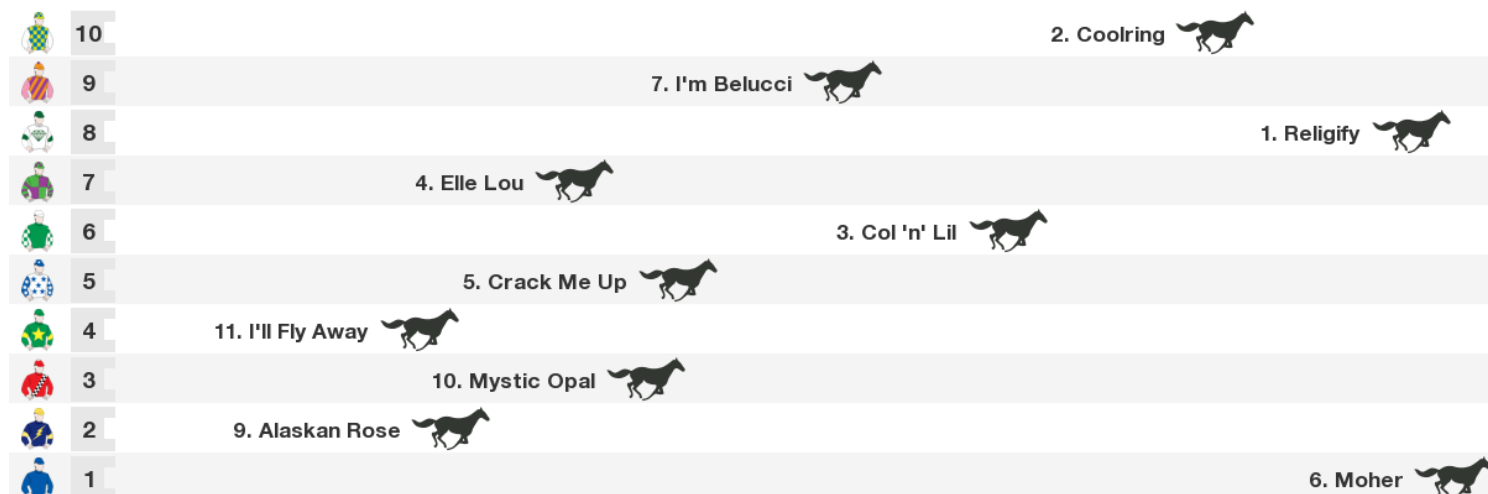 10 2. Coolring
9 7. I'm Belucci
8 1. Religify
7 4. Elle Lou
6 3. Col 'n' Lil
5 5. Crack Me Up
4 11. I'll Fly Away
3 10. Mystic Opal
2 9. Alaskan Rose
1 6. Moher